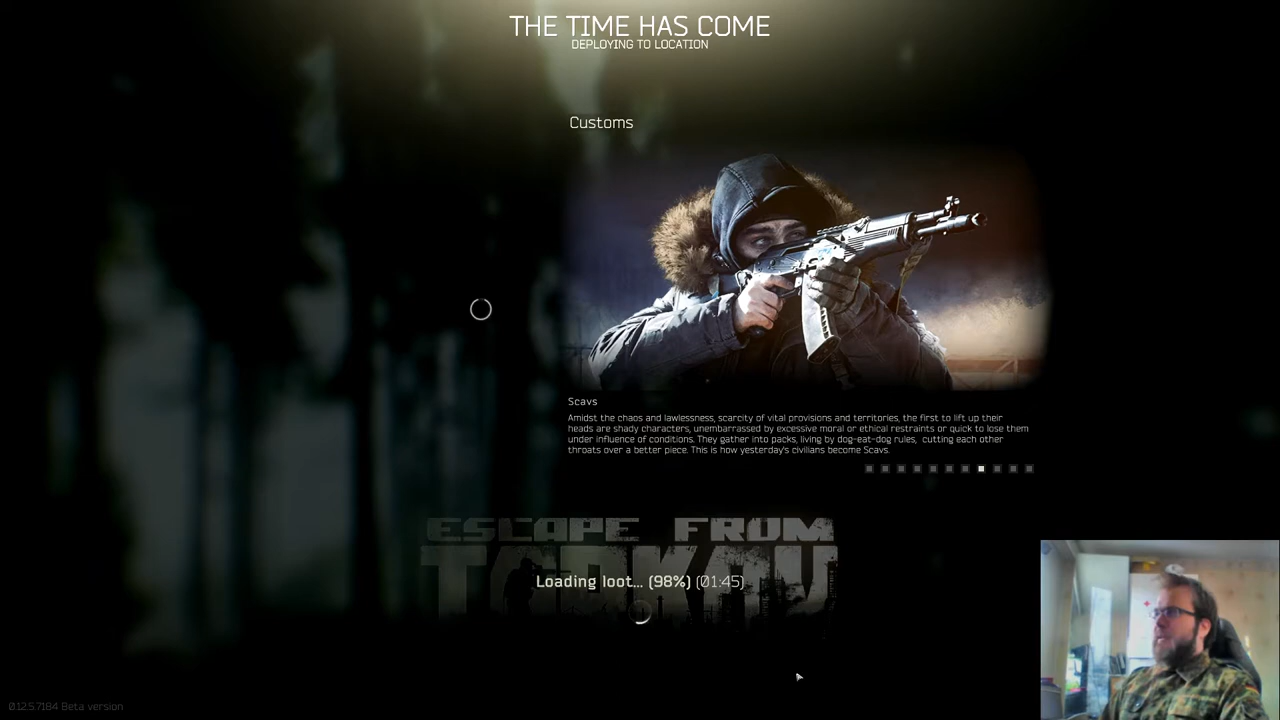 THE TIME HAS COME
DEPLOYING TO LOCATION
Customs
Scavs
Amidst the chaos and lawlessness, scarcity of vital provisions and territories, the first to lift up their
heads are shady characters, unembarrassed by excessive moral or ethical restraints or quick to lose them
under influence of conditions. They gather into packs, living by dog-eat-dog rules, cutting each other
throats over a better piece. This is how yesterday's civilians become Scavs.
ESCAPE FROM
TARKOV
Loading loot... (98%) (01:45)
0.12.5.7184 Beta version